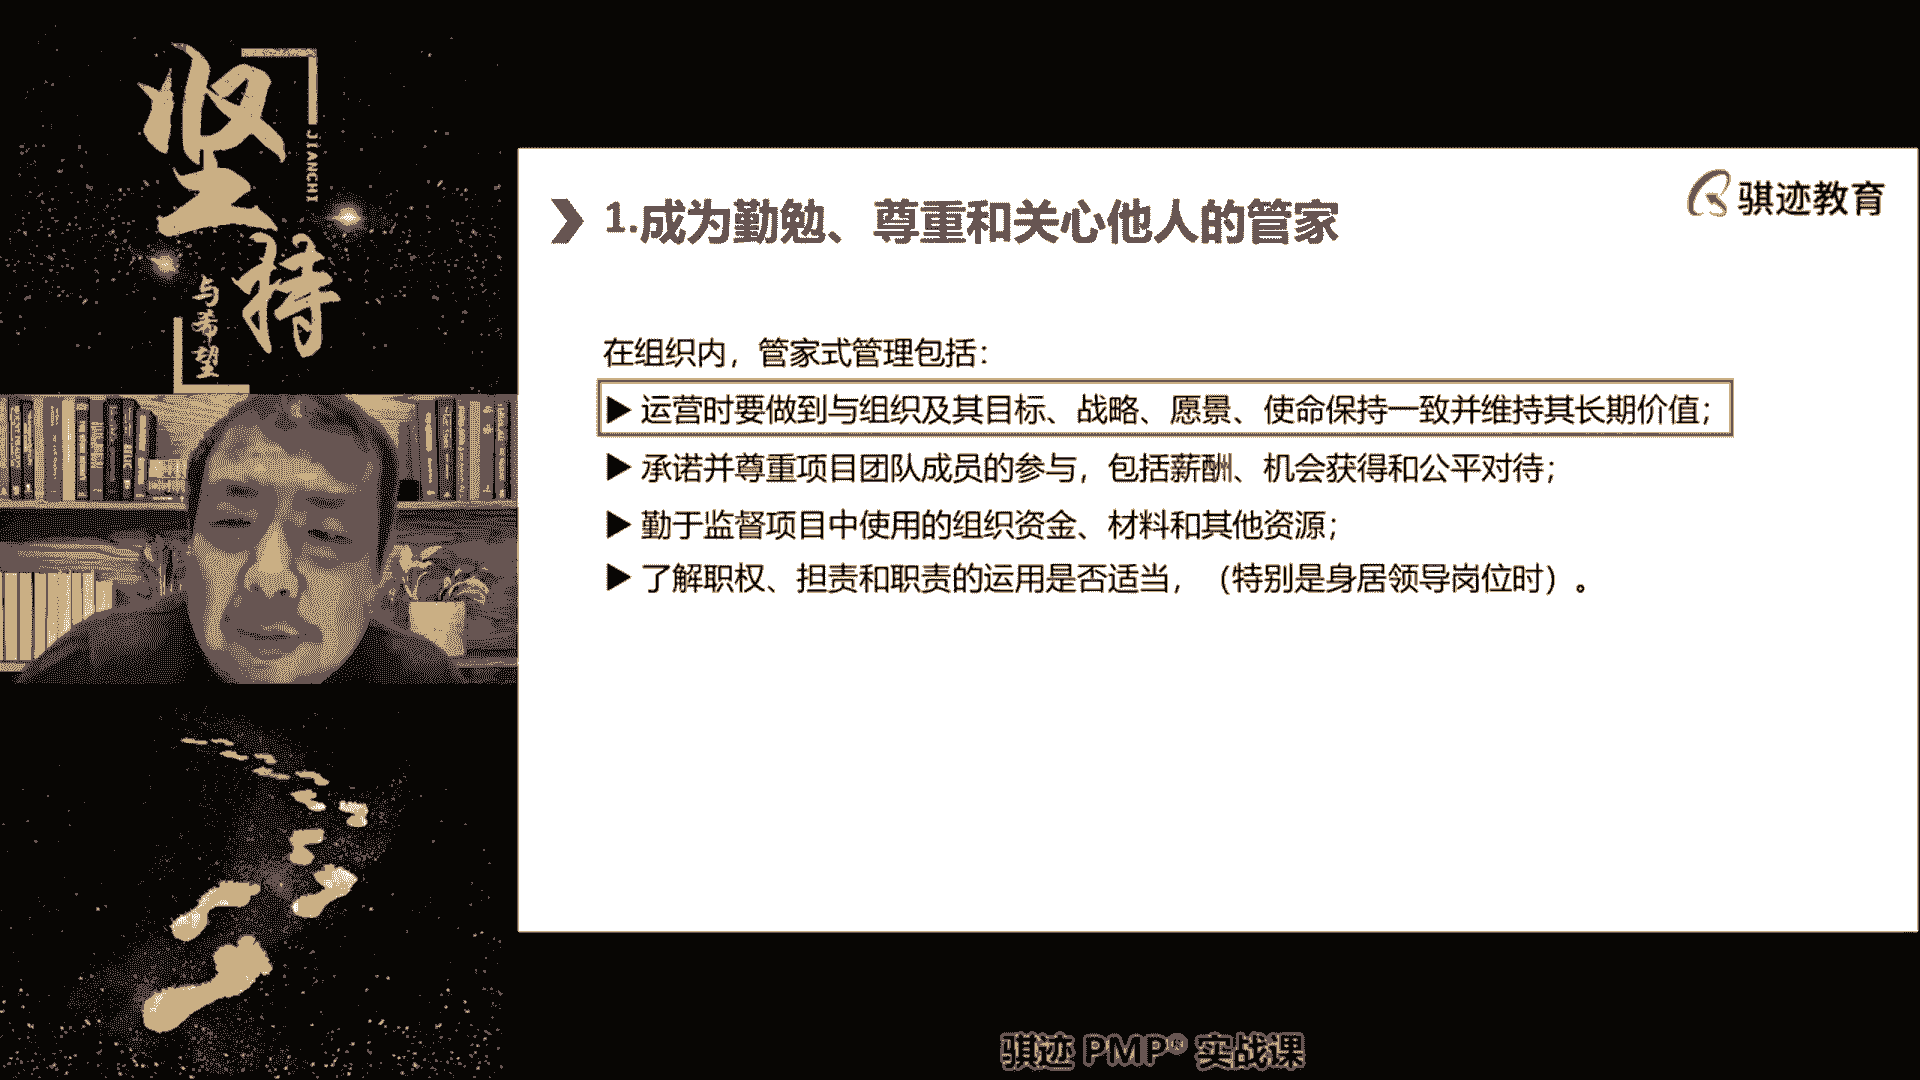 坚持
JIANCHI
与希望
骐迹教育
1.成为勤勉、尊重和关心他人的管家
在组织内，管家式管理包括：
▶ 运营时要做到与组织及其目标、战略、愿景、使命保持一致并维持其长期价值；
▶ 承诺并尊重项目团队成员的参与，包括薪酬、机会获得和公平对待；
▶ 勤于监督项目中使用的组织资金、材料和其他资源；
▶ 了解职权、担责和职责的运用是否适当，（特别是身居领导岗位时）。
骐迹 PMP® 实战课